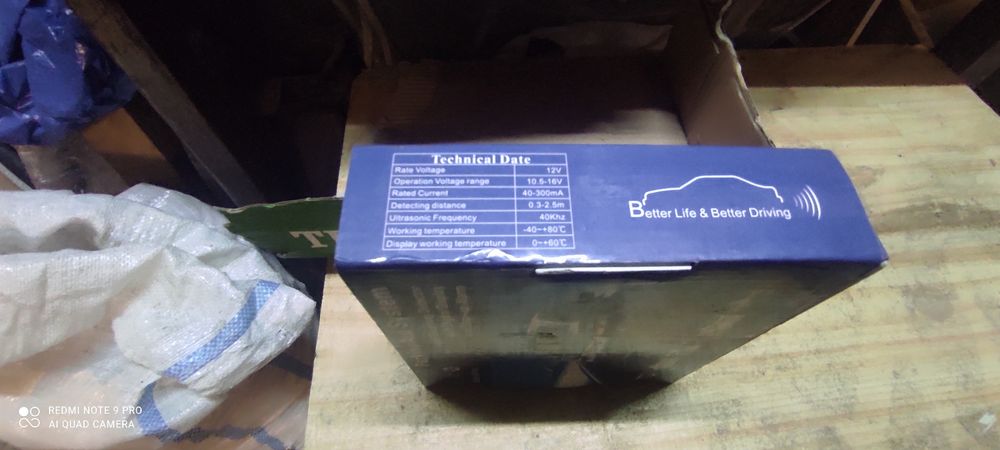 Technical Date
Rate Voltage 12V
Operation Voltage range 10.5-16V
Rated Current 40-300mA
Detecting distance 0.3-2.5m
Ultrasonic Frequency 40Khz
Working temperature -40~+80℃
Display working temperature 0~+60℃
Better Life & Better Driving
REDMI NOTE 9 PRO
AI QUAD CAMERA